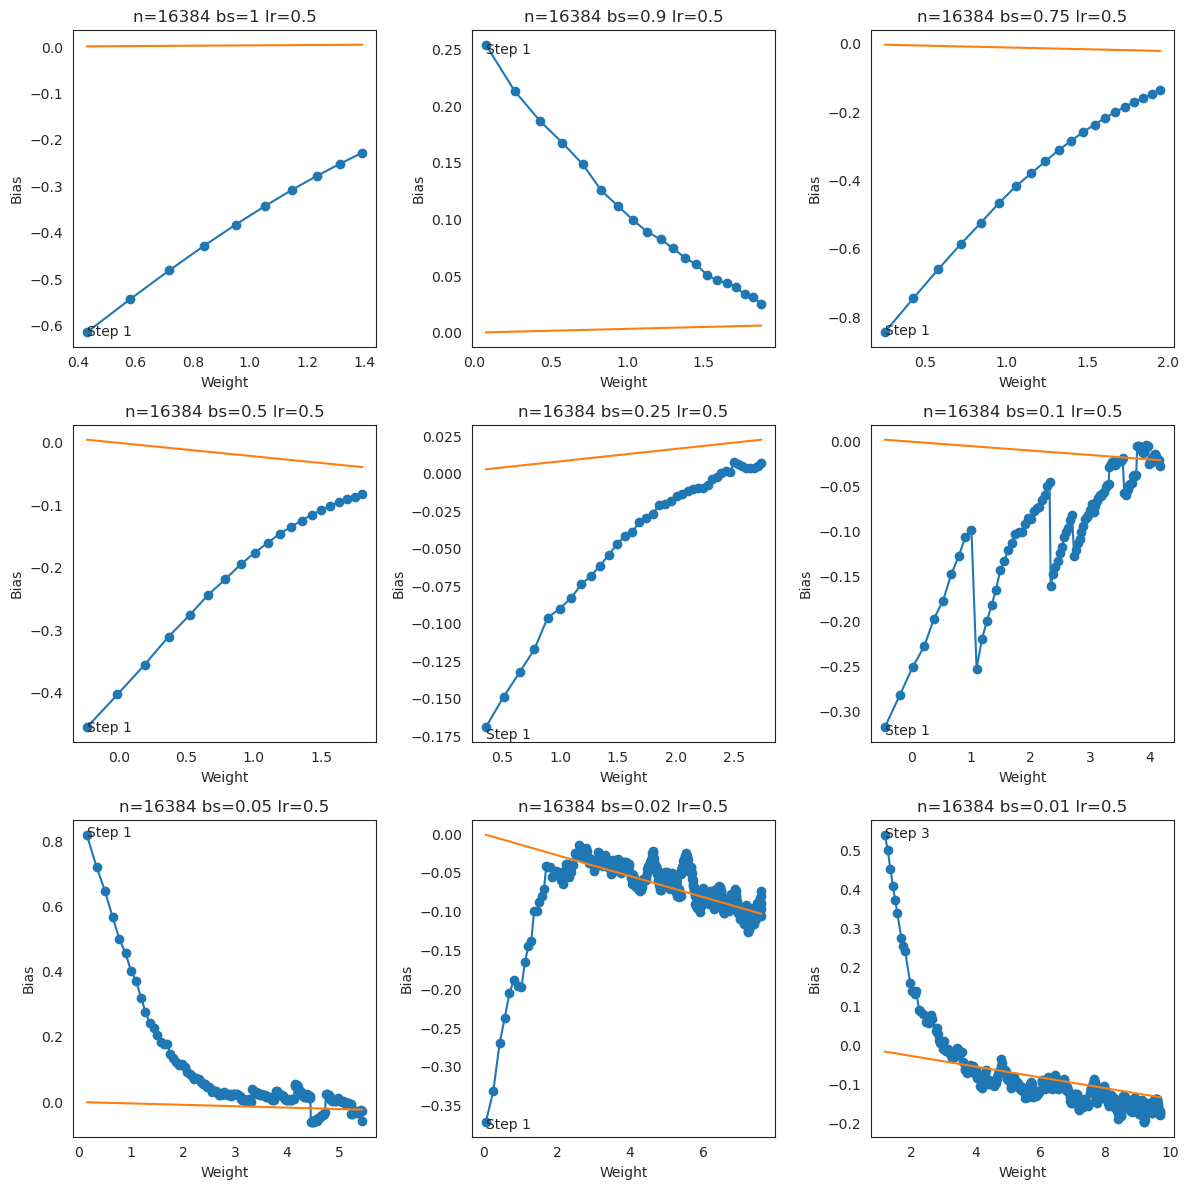 n=16384 bs=1 lr=0.5
n=16384 bs=0.9 lr=0.5
n=16384 bs=0.75 lr=0.5
0.0
−0.1
−0.2
−0.3
−0.4
−0.5
−0.6
Bias
Step 1
0.4
0.6
0.8
1.0
1.2
1.4
Weight
0.25
0.20
0.15
0.10
0.05
0.00
Bias
Step 1
0.0
0.5
1.0
1.5
Weight
0.0
−0.2
−0.4
−0.6
−0.8
Bias
Step 1
0.5
1.0
1.5
2.0
Weight
n=16384 bs=0.5 lr=0.5
n=16384 bs=0.25 lr=0.5
n=16384 bs=0.1 lr=0.5
0.0
−0.1
−0.2
−0.3
−0.4
Bias
Step 1
0.0
0.5
1.0
1.5
Weight
0.025
0.000
−0.025
−0.050
−0.075
−0.100
−0.125
−0.150
−0.175
Bias
Step 1
0.5
1.0
1.5
2.0
2.5
Weight
0.00
−0.05
−0.10
−0.15
−0.20
−0.25
−0.30
Bias
Step 1
0
1
2
3
4
Weight
n=16384 bs=0.05 lr=0.5
n=16384 bs=0.02 lr=0.5
n=16384 bs=0.01 lr=0.5
0.8
0.6
0.4
0.2
0.0
Bias
Step 1
0
1
2
3
4
5
Weight
0.00
−0.05
−0.10
−0.15
−0.20
−0.25
−0.30
−0.35
Bias
Step 1
0
2
4
6
Weight
0.5
0.4
0.3
0.2
0.1
0.0
−0.1
−0.2
Bias
Step 3
2
4
6
8
10
Weight